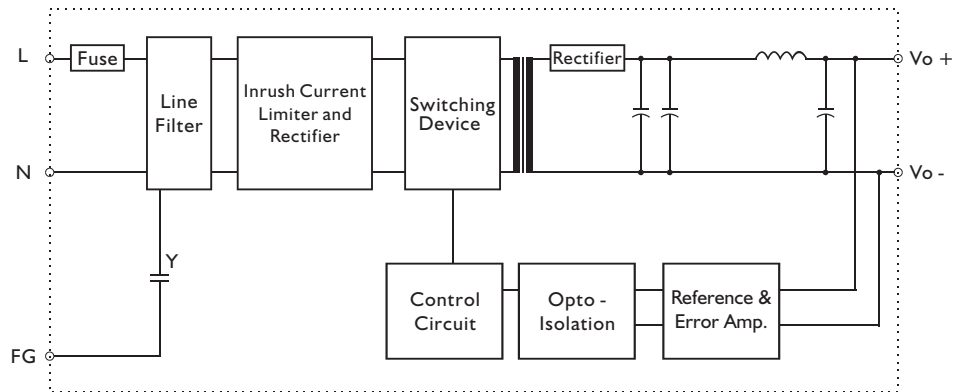 L
Fuse
Line
Filter
Inrush Current
Limiter and
Rectifier
Switching
Device
Rectifier
Vo +
N
Vo -
Y
Control
Circuit
Opto -
Isolation
Reference &
Error Amp.
FG